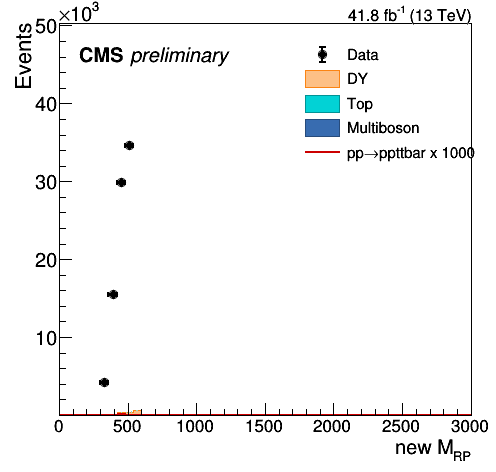 ×10³
41.8 fb⁻¹ (13 TeV)
Events
CMS preliminary
Data
DY
Top
Multiboson
pp→ppttbar x 1000
50
40
30
20
10
0 500 1000 1500 2000 2500 3000
new M_RP